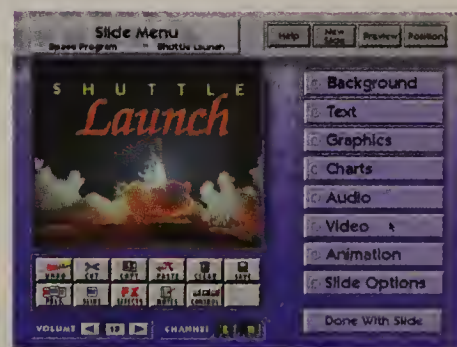 Slide Menu
Space Program - Shuttle Launch
Help
New Slide
Preview
Position
SHUTTLE
Launch
Background
Text
Graphics
Charts
Audio
Video
Animation
Slide Options
Done With Slide
UNDO CUT COPY PASTE CLEAR SAVE
SLIDE EFFECTS NOTES CONTROL
VOLUME
CHANNEL